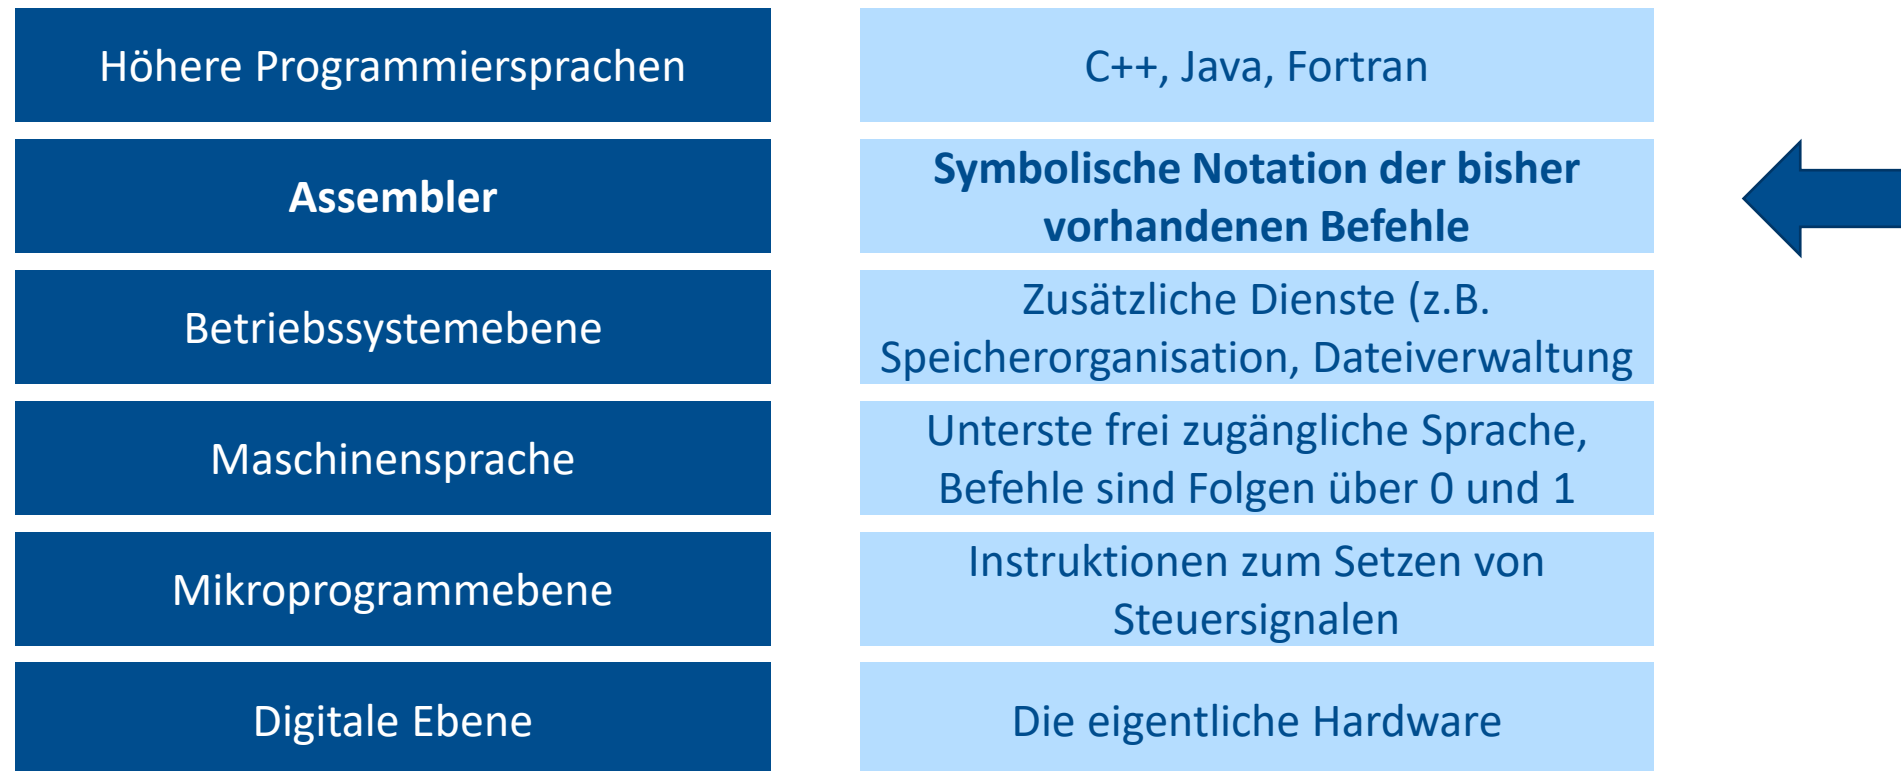 Höhere Programmiersprachen
C++, Java, Fortran
Assembler
Symbolische Notation der bisher
vorhandenen Befehle
Betriebssystemebene
Zusätzliche Dienste (z.B.
Speicherorganisation, Dateiverwaltung
Maschinensprache
Unterste frei zugängliche Sprache,
Befehle sind Folgen über 0 und 1
Mikroprogrammebene
Instruktionen zum Setzen von
Steuersignalen
Digitale Ebene
Die eigentliche Hardware